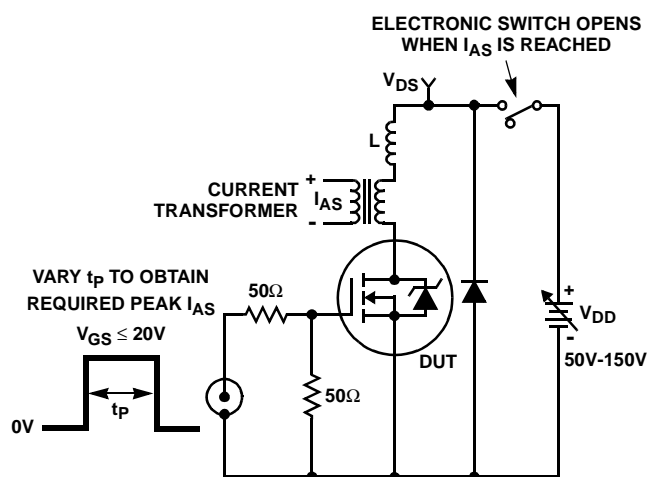 ELECTRONIC SWITCH OPENS
WHEN IAS IS REACHED
VDS
L
CURRENT
TRANSFORMER
+
IAS
-
VARY tP TO OBTAIN
REQUIRED PEAK IAS
VGS ≤ 20V
50Ω
50Ω
DUT
+
VDD
-
50V-150V
0V
tP